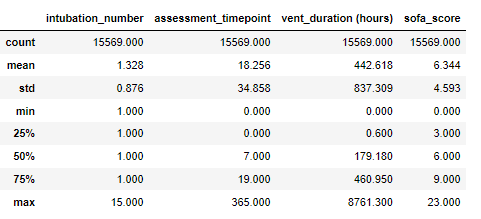 intubation_number assessment_timepoint vent_duration (hours) sofa_score
count 15569.000 15569.000 15569.000 15569.000
mean 1.328 18.256 442.618 6.344
std 0.876 34.858 837.309 4.593
min 1.000 0.000 0.000 0.000
25% 1.000 0.000 0.600 3.000
50% 1.000 7.000 179.180 6.000
75% 1.000 19.000 460.950 9.000
max 15.000 365.000 8761.300 23.000